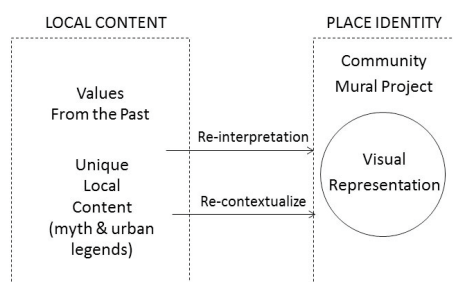 LOCAL CONTENT
Values
From the Past
Unique
Local
Content
(myth & urban
legends)
Re-interpretation
Re-contextualize
PLACE IDENTITY
Community
Mural Project
Visual
Representation